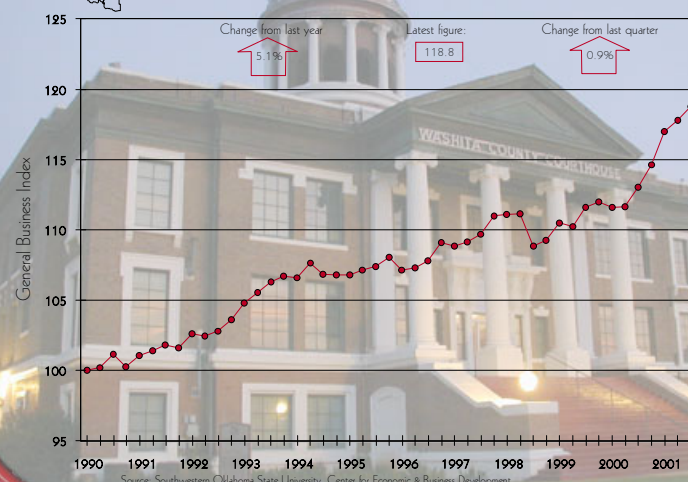 125
Change from last year
Latest figure:
Change from last quarter
5.1%
118.8
0.9%
120
WASHITA COUNTY COURTHOUSE
115
General Business Index
110
105
100
95
1990 1991 1992 1993 1994 1995 1996 1997 1998 1999 2000 2001
Source: Southwestern Oklahoma State University, Center for Economic & Business Development